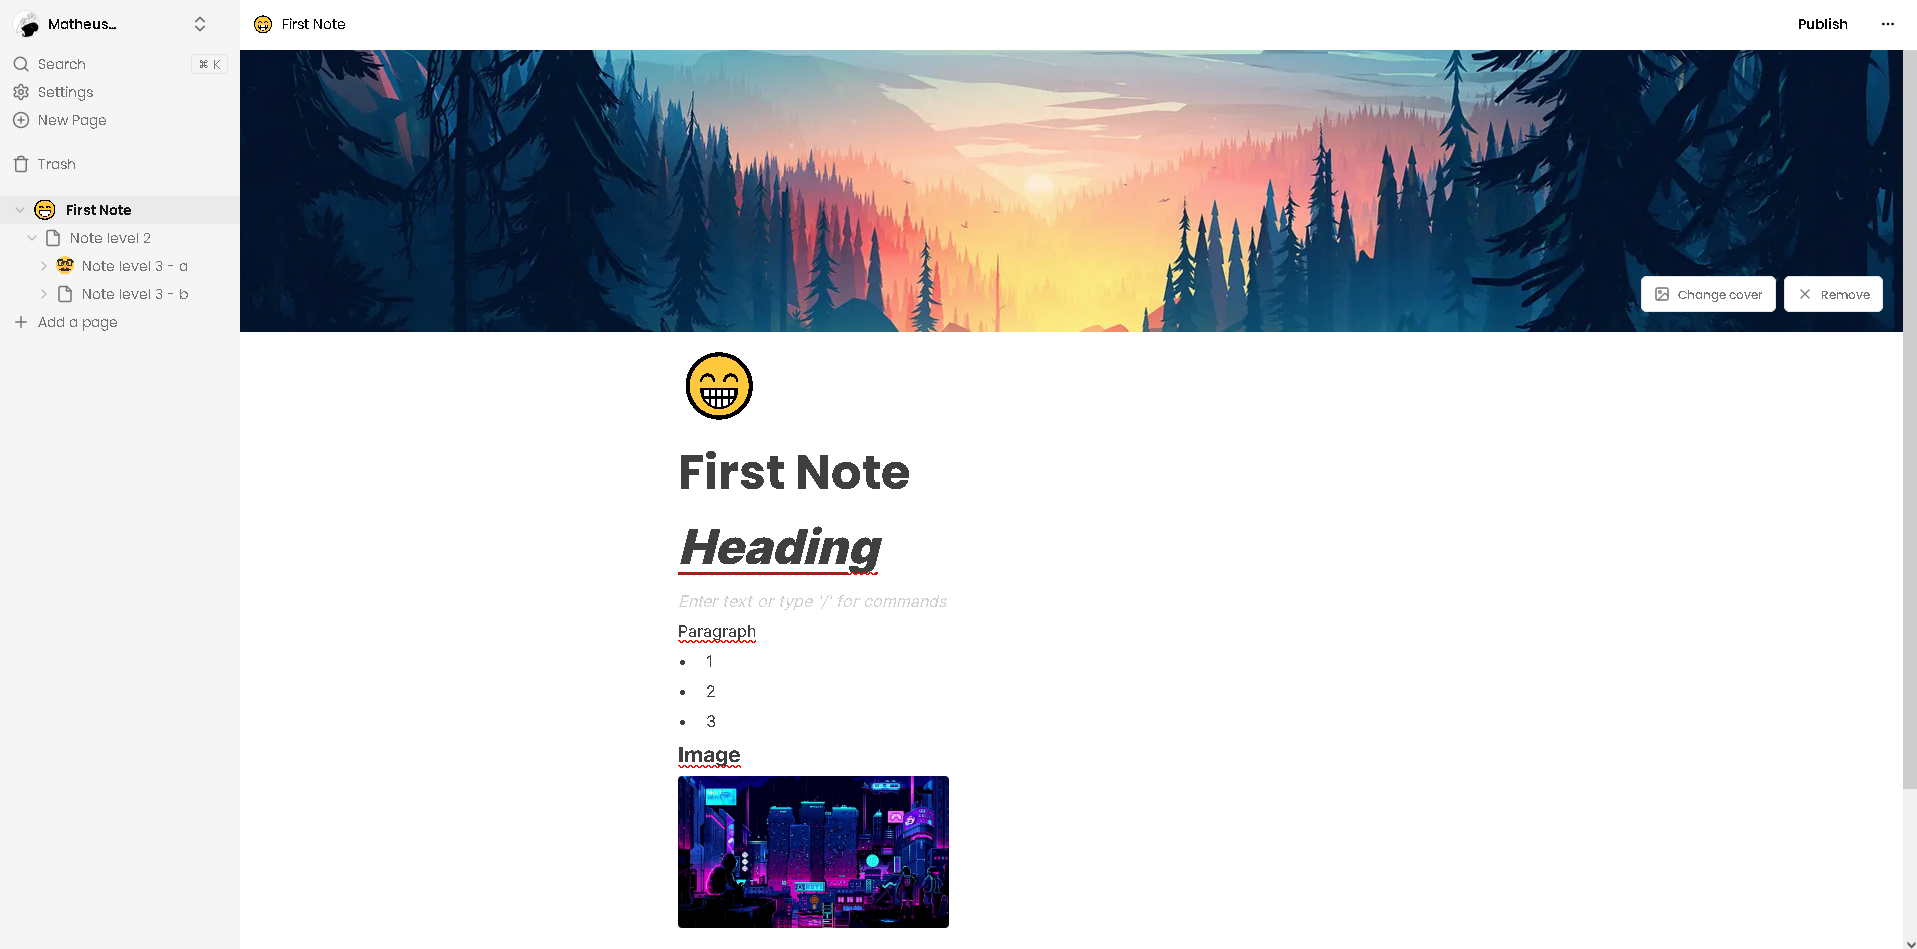 Matheus...
Search ⌘ K
Settings
New Page
Trash
First Note
Note level 2
Note level 3 - a
Note level 3 - b
Add a page
First Note
Publish
Change cover
Remove
First Note
Heading
Enter text or type '/' for commands
Paragraph
• 1
• 2
• 3
Image